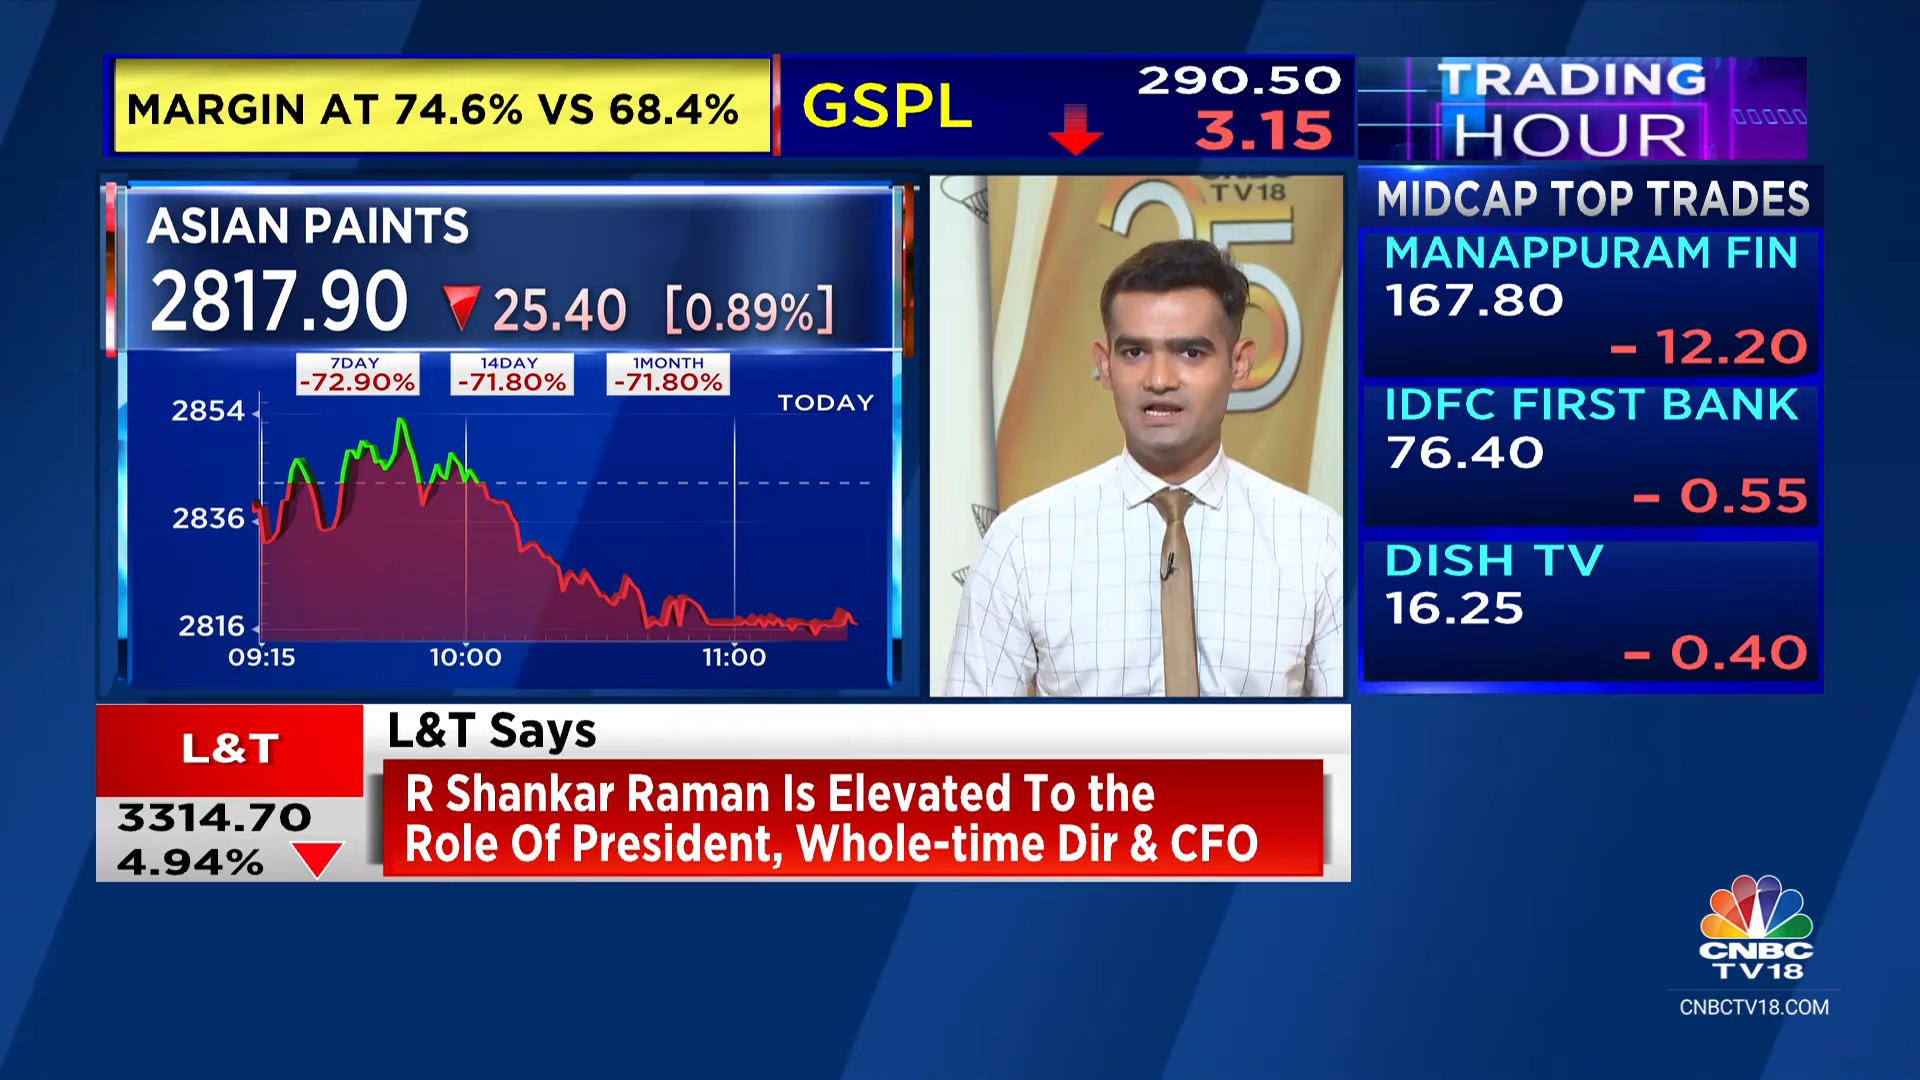 MARGIN AT 74.6% VS 68.4%
GSPL
290.50
3.15
TRADING
HOUR
ASIAN PAINTS
2817.90 25.40 [0.89%]
7DAY
-72.90%
14DAY
-71.80%
1MONTH
-71.80%
TODAY
2854
2836
2816
09:15 10:00 11:00
TV18
25
MIDCAP TOP TRADES
MANAPPURAM FIN
167.80
- 12.20
IDFC FIRST BANK
76.40
- 0.55
DISH TV
16.25
- 0.40
L&T
3314.70
4.94%
L&T Says
R Shankar Raman Is Elevated To the
Role Of President, Whole-time Dir & CFO
CNBC
TV18
CNBCTV18.COM